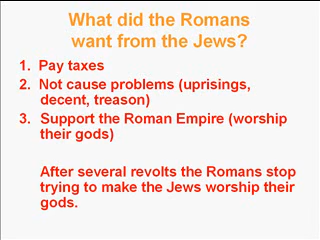 What did the Romans
want from the Jews?
1. Pay taxes
2. Not cause problems (uprisings,
decent, treason)
3. Support the Roman Empire (worship
their gods)
After several revolts the Romans stop
trying to make the Jews worship their
gods.